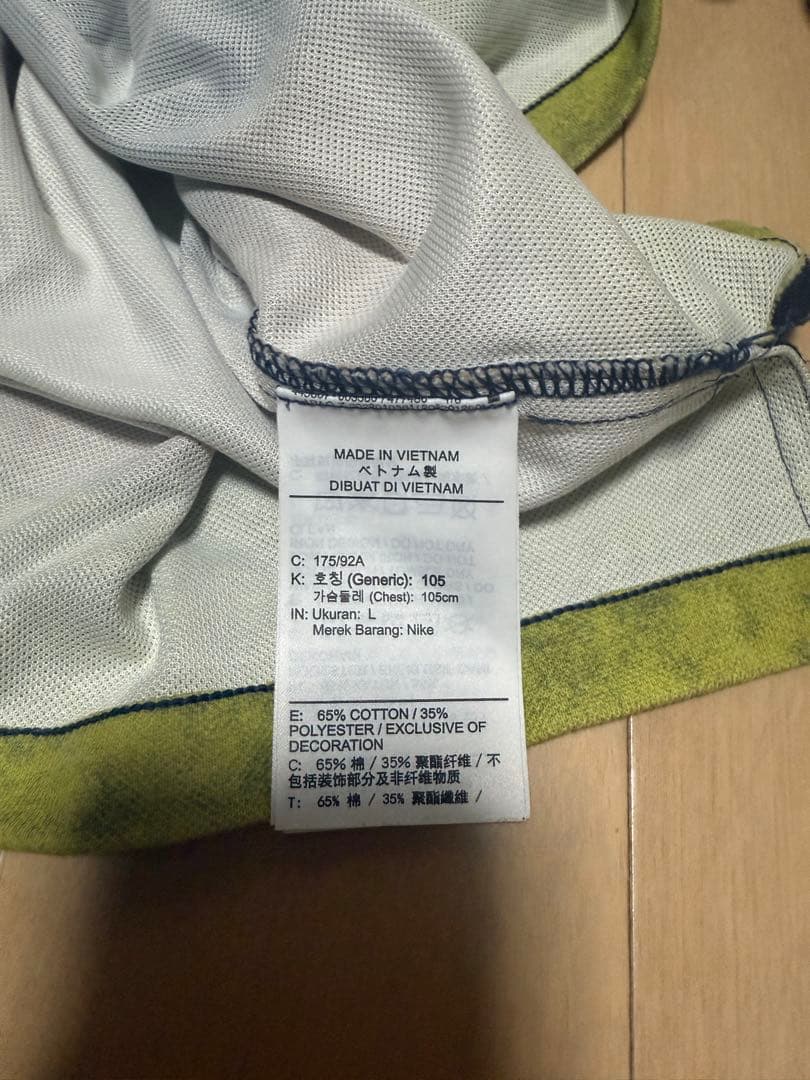 MADE IN VIETNAM
ベトナム製
DIBUAT DI VIETNAM
C: 175/92A
K: 호칭 (Generic): 105
가슴둘레 (Chest): 105cm
IN: Ukuran: L
Merek Barang: Nike
E: 65% COTTON / 35%
POLYESTER / EXCLUSIVE OF
DECORATION
C: 65% 棉 / 35% 聚酯纤维 / 不
包括装饰部分及非纤维物质
T: 65% 棉 / 35% 聚酯纖維 /